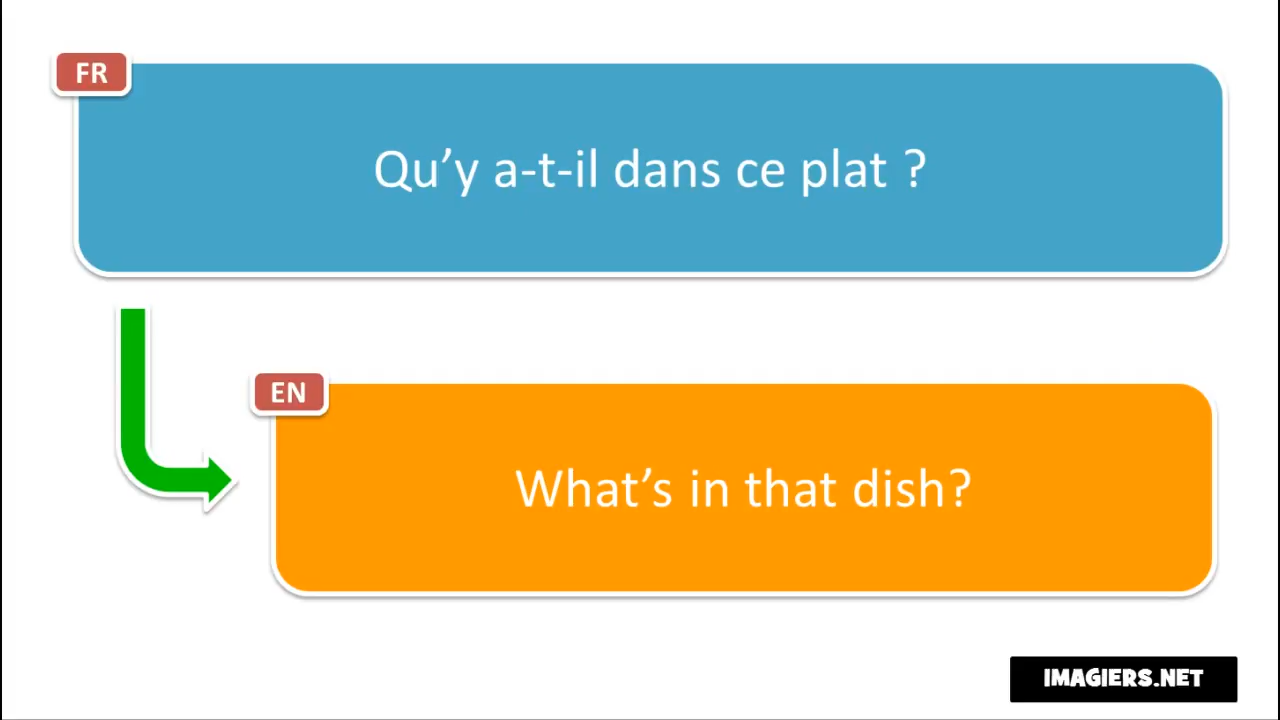 FR
Qu’y a-t-il dans ce plat ?
EN
What’s in that dish?
IMAGIERS.NET